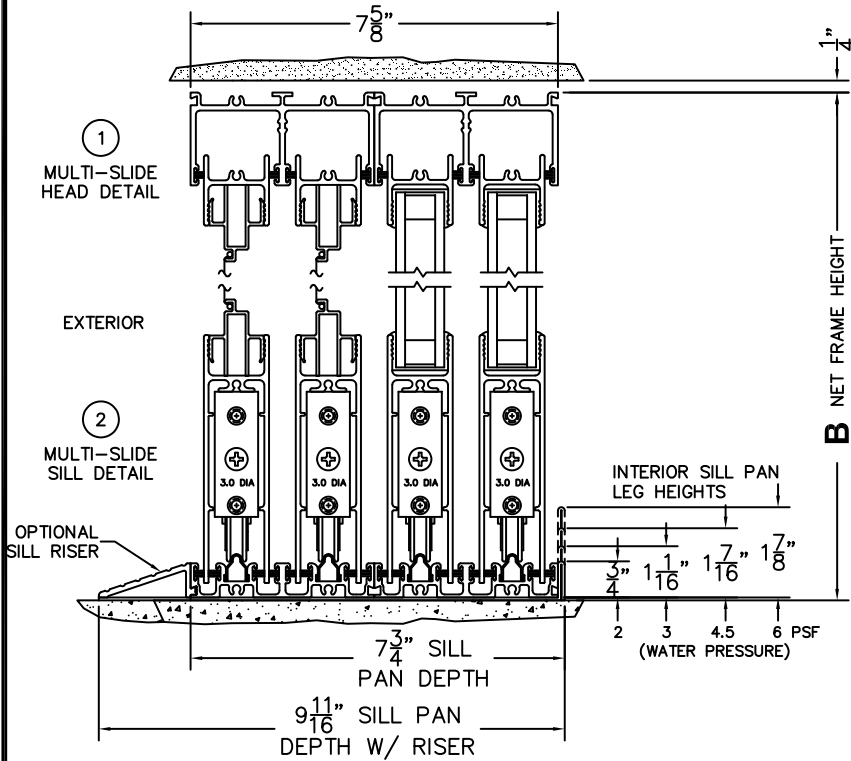 7 5/8"
1/4"
1
MULTI-SLIDE
HEAD DETAIL
EXTERIOR
B NET FRAME HEIGHT
2
MULTI-SLIDE
SILL DETAIL
3.0 DIA 3.0 DIA 3.0 DIA 3.0 DIA
INTERIOR SILL PAN
LEG HEIGHTS
OPTIONAL
SILL RISER
3/4" 1 1/16" 1 7/16" 1 7/8"
2 3 4.5 6 PSF
(WATER PRESSURE)
7 3/4" SILL
PAN DEPTH
9 11/16" SILL PAN
DEPTH W/ RISER